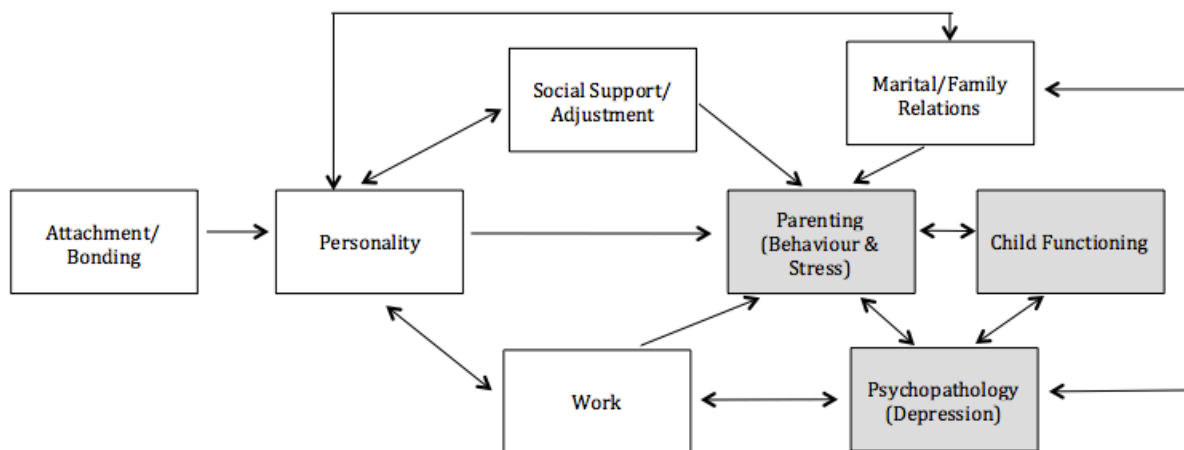 Social Support/
Adjustment
Marital/Family
Relations
Attachment/
Bonding
Personality
Parenting
(Behaviour &
Stress)
Child Functioning
Work
Psychopathology
(Depression)